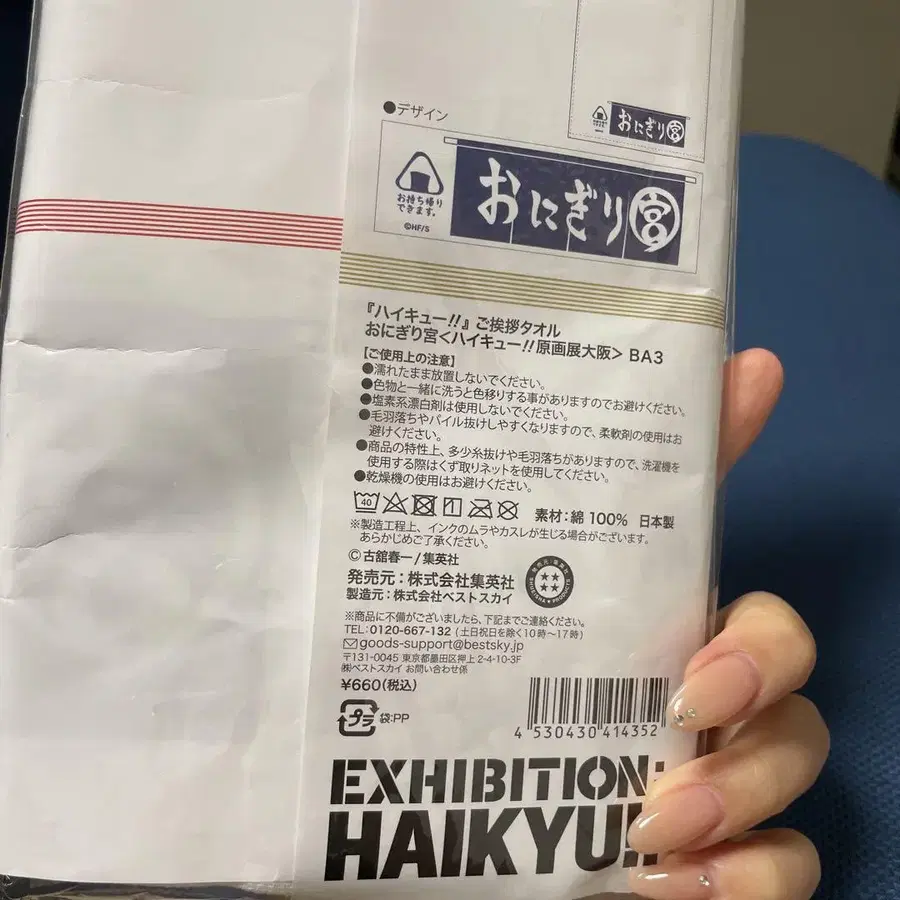 おにぎり宮
●デザイン
お持ち帰り
できます。
©HF/S
おにぎり宮
『ハイキュー!!』ご挨拶タオル
おにぎり宮<ハイキュー!!原画展大阪> BA3
【ご使用上の注意】
●濡れたまま放置しないでください。
●色物と一緒に洗うと色移りする事がありますのでお避けください。
●塩素系漂白剤は使用しないでください。
●毛羽落ちやパイル抜けしやすくなりますので、柔軟剤の使用はお
避けください。
●商品の特性上、多少糸抜けや毛羽落ちがありますので、洗濯機を
使用する際はくず取りネットを使用してください。
●乾燥機の使用はお避けください。
40
素材:綿 100% 日本製
※製造工程上、インクのムラやカスレが生じる場合がございます。
あらかじめご了承ください。
© 古舘春一/集英社
発売元:株式会社集英社
製造元:株式会社ベストスカイ
※商品に不備がございましたら、下記までご連絡ください。
TEL:0120-667-132 (土日祝日を除く10時~17時)
goods-support@bestsky.jp
〒131-0045 東京都墨田区押上 2-4-10-3F
㈱ベストスカイ お問い合わせ係
¥660(税込)
プラ 袋:PP
4 530430 414352
EXHIBITION:
HAIKYU!!